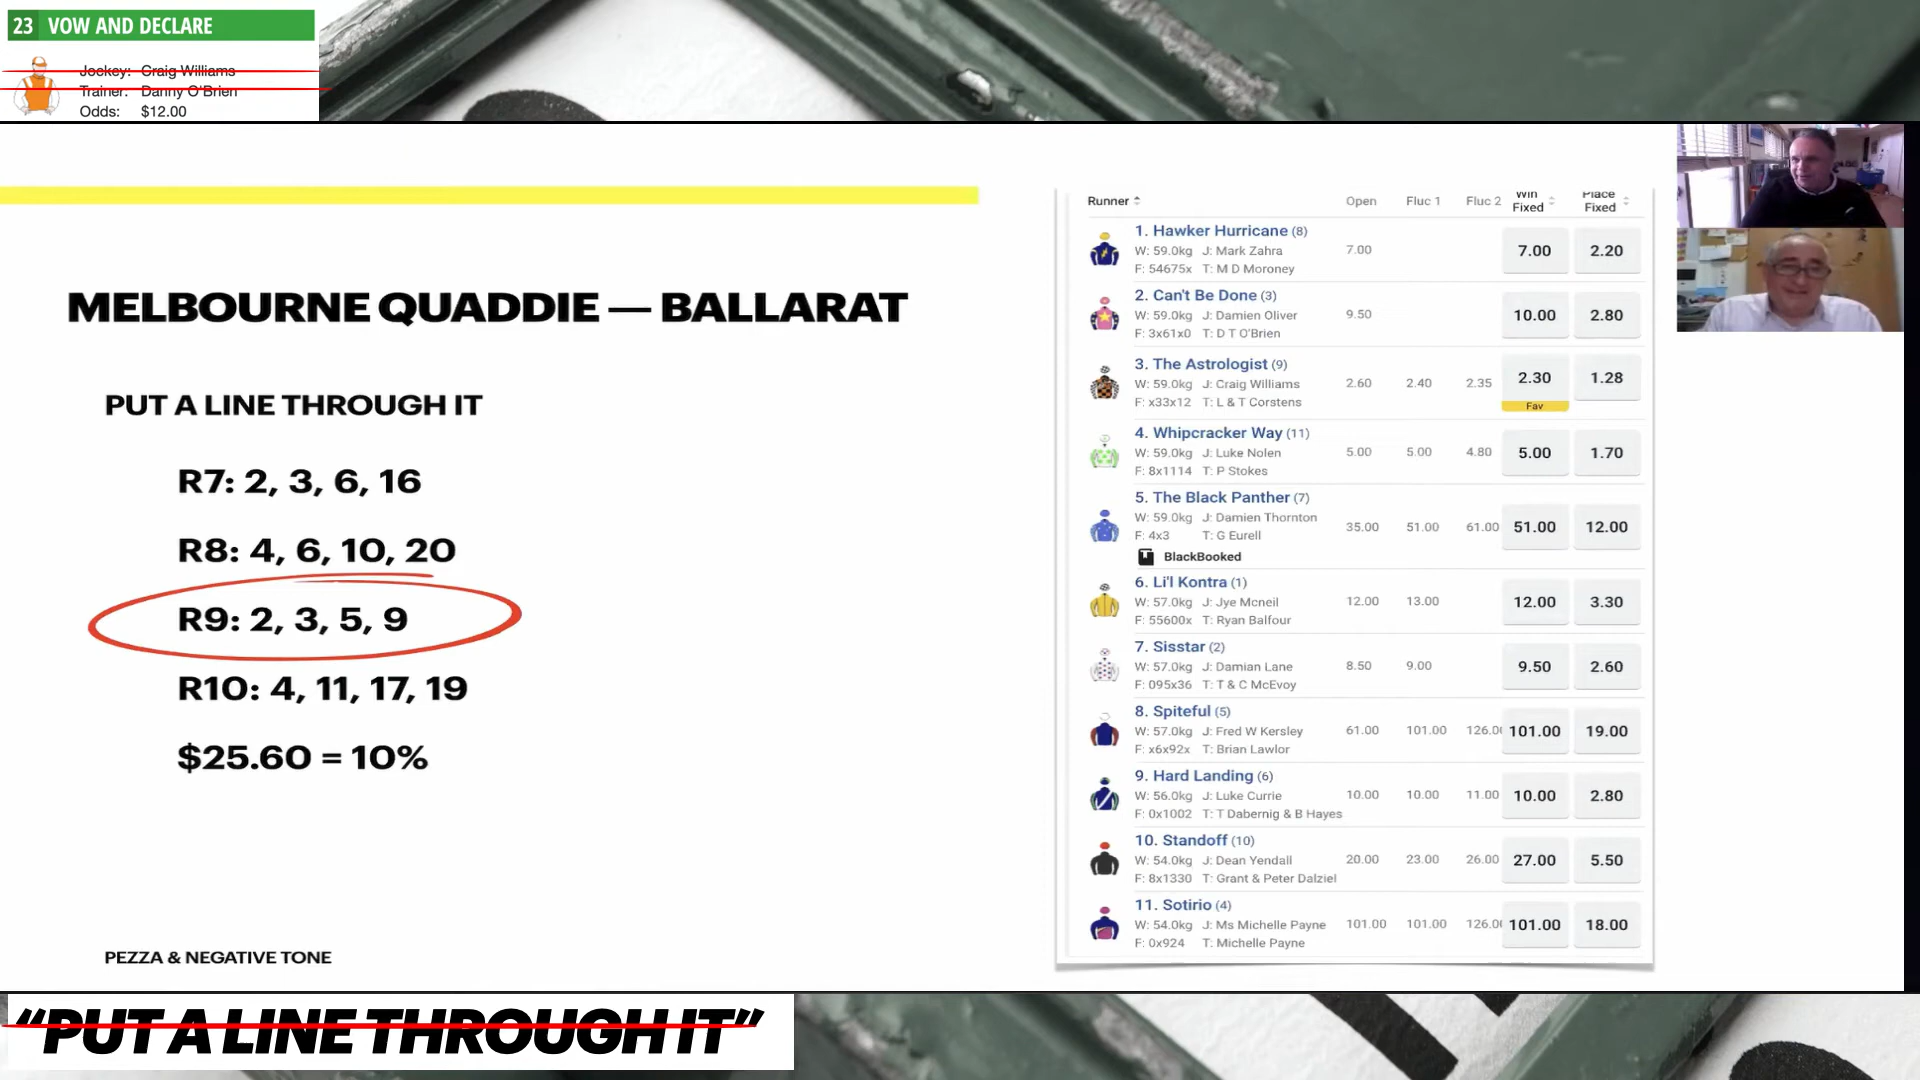 23 VOW AND DECLARE
Jockey: Craig Williams
Trainer: Danny O'Brien
Odds: $12.00
MELBOURNE QUADDIE — BALLARAT
PUT A LINE THROUGH IT
R7: 2, 3, 6, 16
R8: 4, 6, 10, 20
R9: 2, 3, 5, 9
R10: 4, 11, 17, 19
$25.60 = 10%
PEZZA & NEGATIVE TONE
Runner Open Fluc 1 Fluc 2 Win Fixed Place Fixed
1. Hawker Hurricane (8)
W: 59.0kg J: Mark Zahra 7.00 7.00 2.20
F: 54675x T: M D Moroney
2. Can't Be Done (3)
W: 59.0kg J: Damien Oliver 9.50 10.00 2.80
F: 3x61x0 T: D T O'Brien
3. The Astrologist (9)
W: 59.0kg J: Craig Williams 2.60 2.40 2.35 2.30 1.28
F: x33x12 T: L & T Corstens Fav
4. Whipcracker Way (11)
W: 59.0kg J: Luke Nolen 5.00 5.00 4.80 5.00 1.70
F: 8x1114 T: P Stokes
5. The Black Panther (7)
W: 59.0kg J: Damien Thornton 35.00 51.00 61.00 51.00 12.00
F: 4x3 T: G Eurell
BlackBooked
6. Li'l Kontra (1)
W: 57.0kg J: Jye Mcneil 12.00 13.00 12.00 3.30
F: 55600x T: Ryan Balfour
7. Sisstar (2)
W: 57.0kg J: Damian Lane 8.50 9.00 9.50 2.60
F: 095x36 T: T & C McEvoy
8. Spiteful (5)
W: 57.0kg J: Fred W Kersley 61.00 101.00 126.00 101.00 19.00
F: x6x92x T: Brian Lawlor
9. Hard Landing (6)
W: 56.0kg J: Luke Currie 10.00 10.00 11.00 10.00 2.80
F: 0x1002 T: T Dabernig & B Hayes
10. Standoff (10)
W: 54.0kg J: Dean Yendall 20.00 23.00 26.00 27.00 5.50
F: 8x1330 T: Grant & Peter Dalziel
11. Sotirio (4)
W: 54.0kg J: Ms Michelle Payne 101.00 101.00 126.00 101.00 18.00
F: 0x924 T: Michelle Payne
“PUT A LINE THROUGH IT”